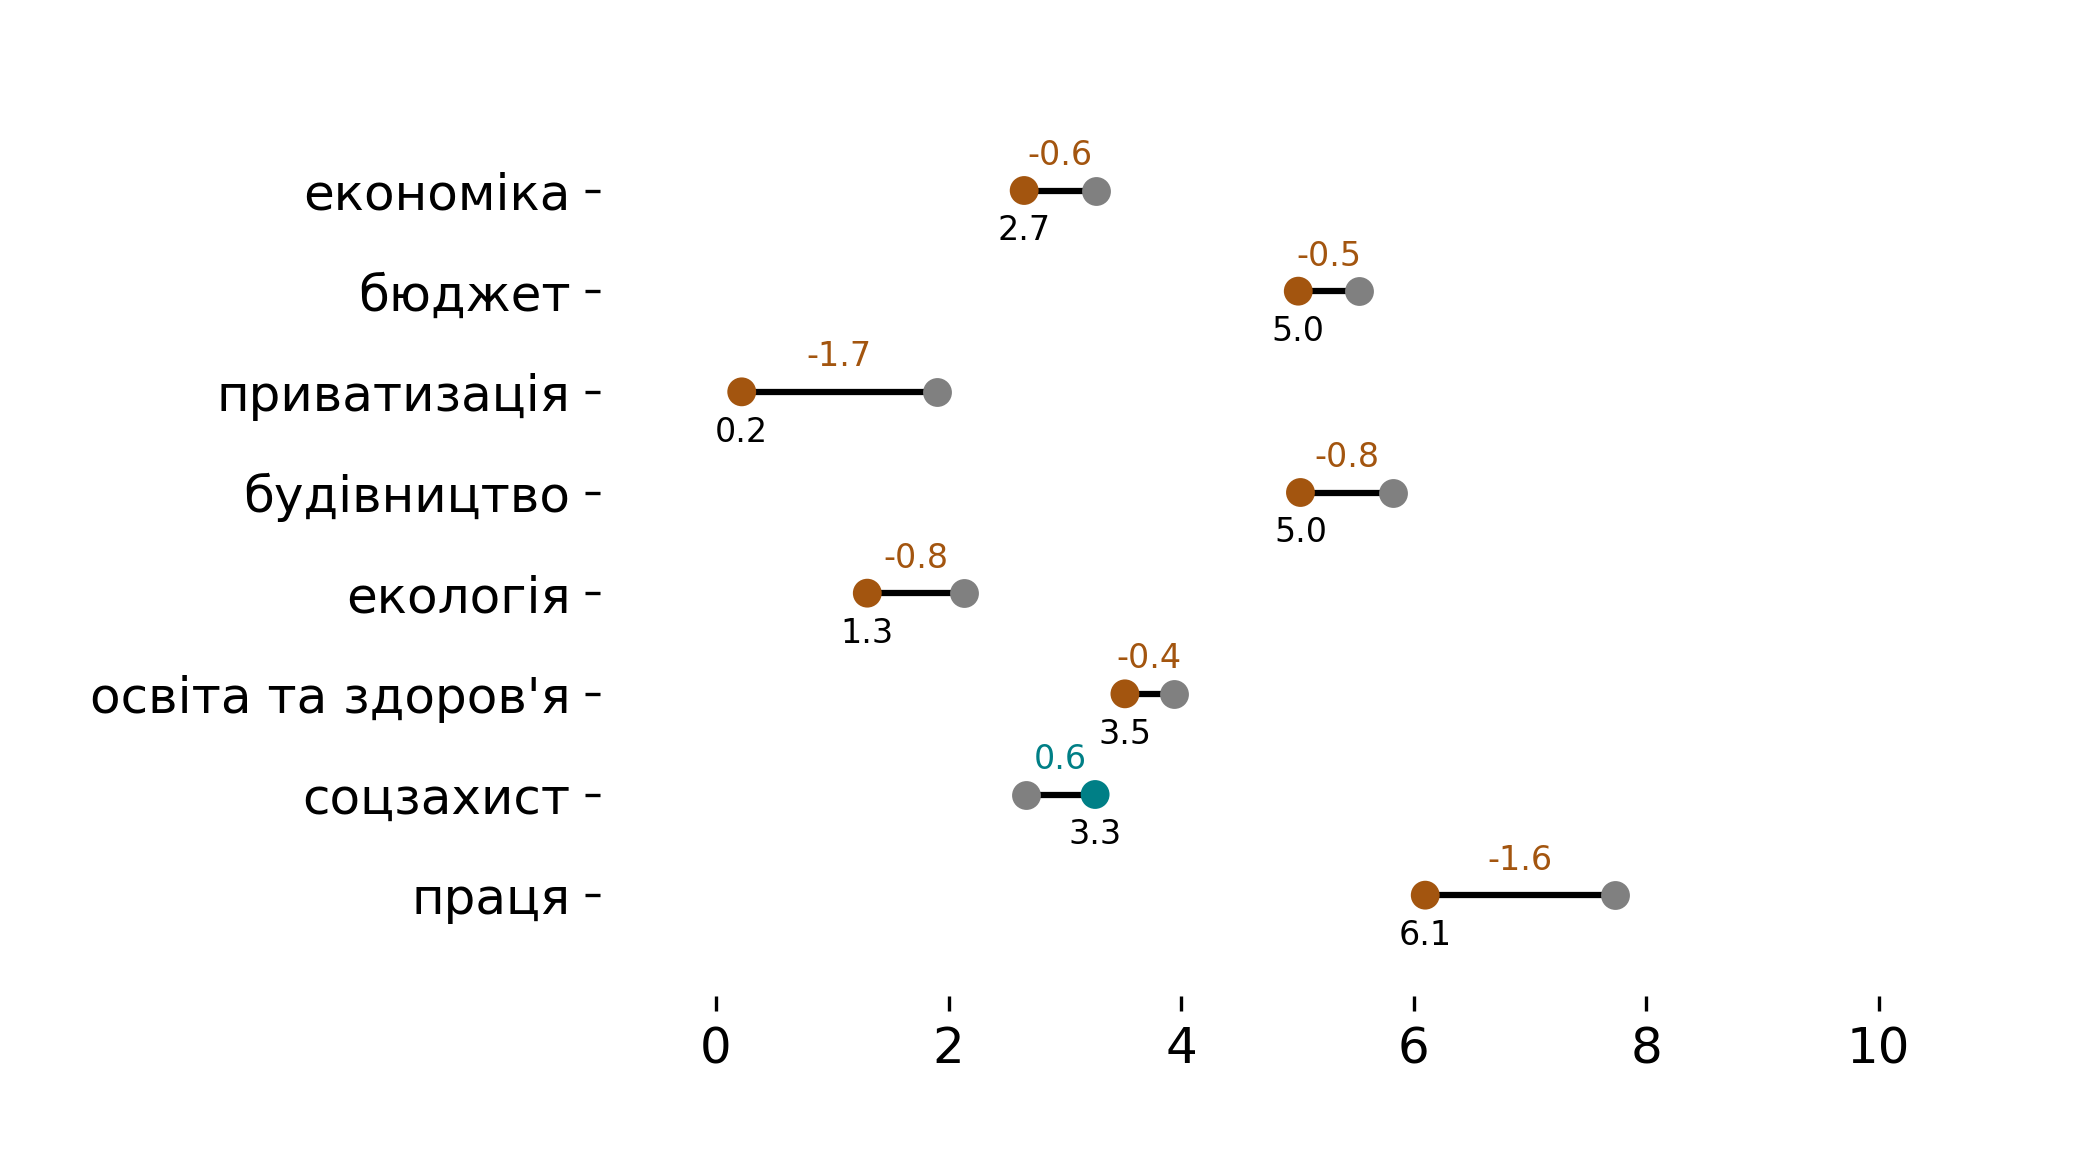 -0.6
економіка
2.7
-0.5
бюджет
5.0
-1.7
приватизація
0.2
-0.8
будівництво
5.0
-0.8
екологія
1.3
-0.4
освіта та здоров'я
3.5
0.6
соцзахист
3.3
-1.6
праця
6.1
0 2 4 6 8 10